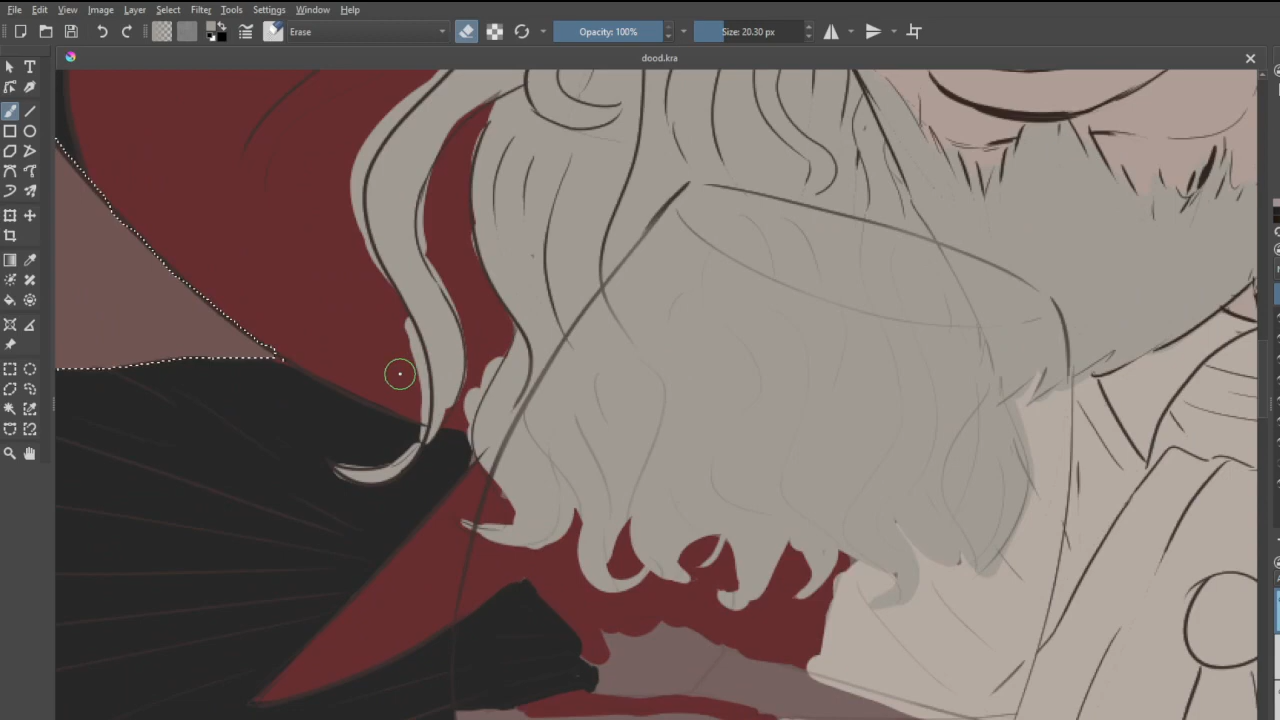 File Edit View Image Layer Select Filter Tools Settings Window Help
Erase Opacity: 100% Size: 20.30 px
dood.kra